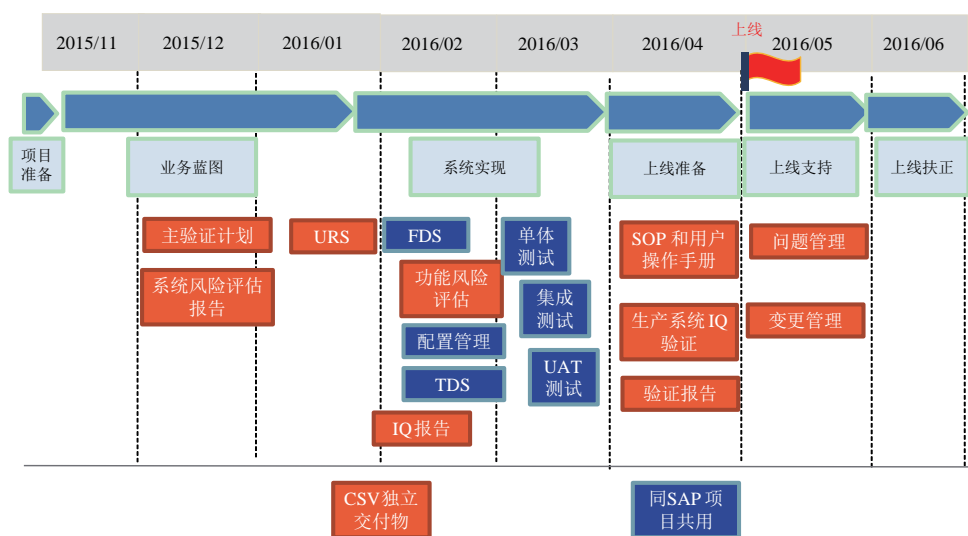 上线
2015/11
2015/12
2016/01
2016/02
2016/03
2016/04
2016/05
2016/06
项目
准备
业务蓝图
系统实现
上线准备
上线支持
上线扶正
主验证计划
URS
FDS
单体
测试
SOP 和用户
操作手册
问题管理
系统风险评估
报告
功能风险
评估
集成
测试
生产系统 IQ
验证
变更管理
配置管理
TDS
UAT
测试
验证报告
IQ 报告
CSV 独立
交付物
同SAP 项
目共用